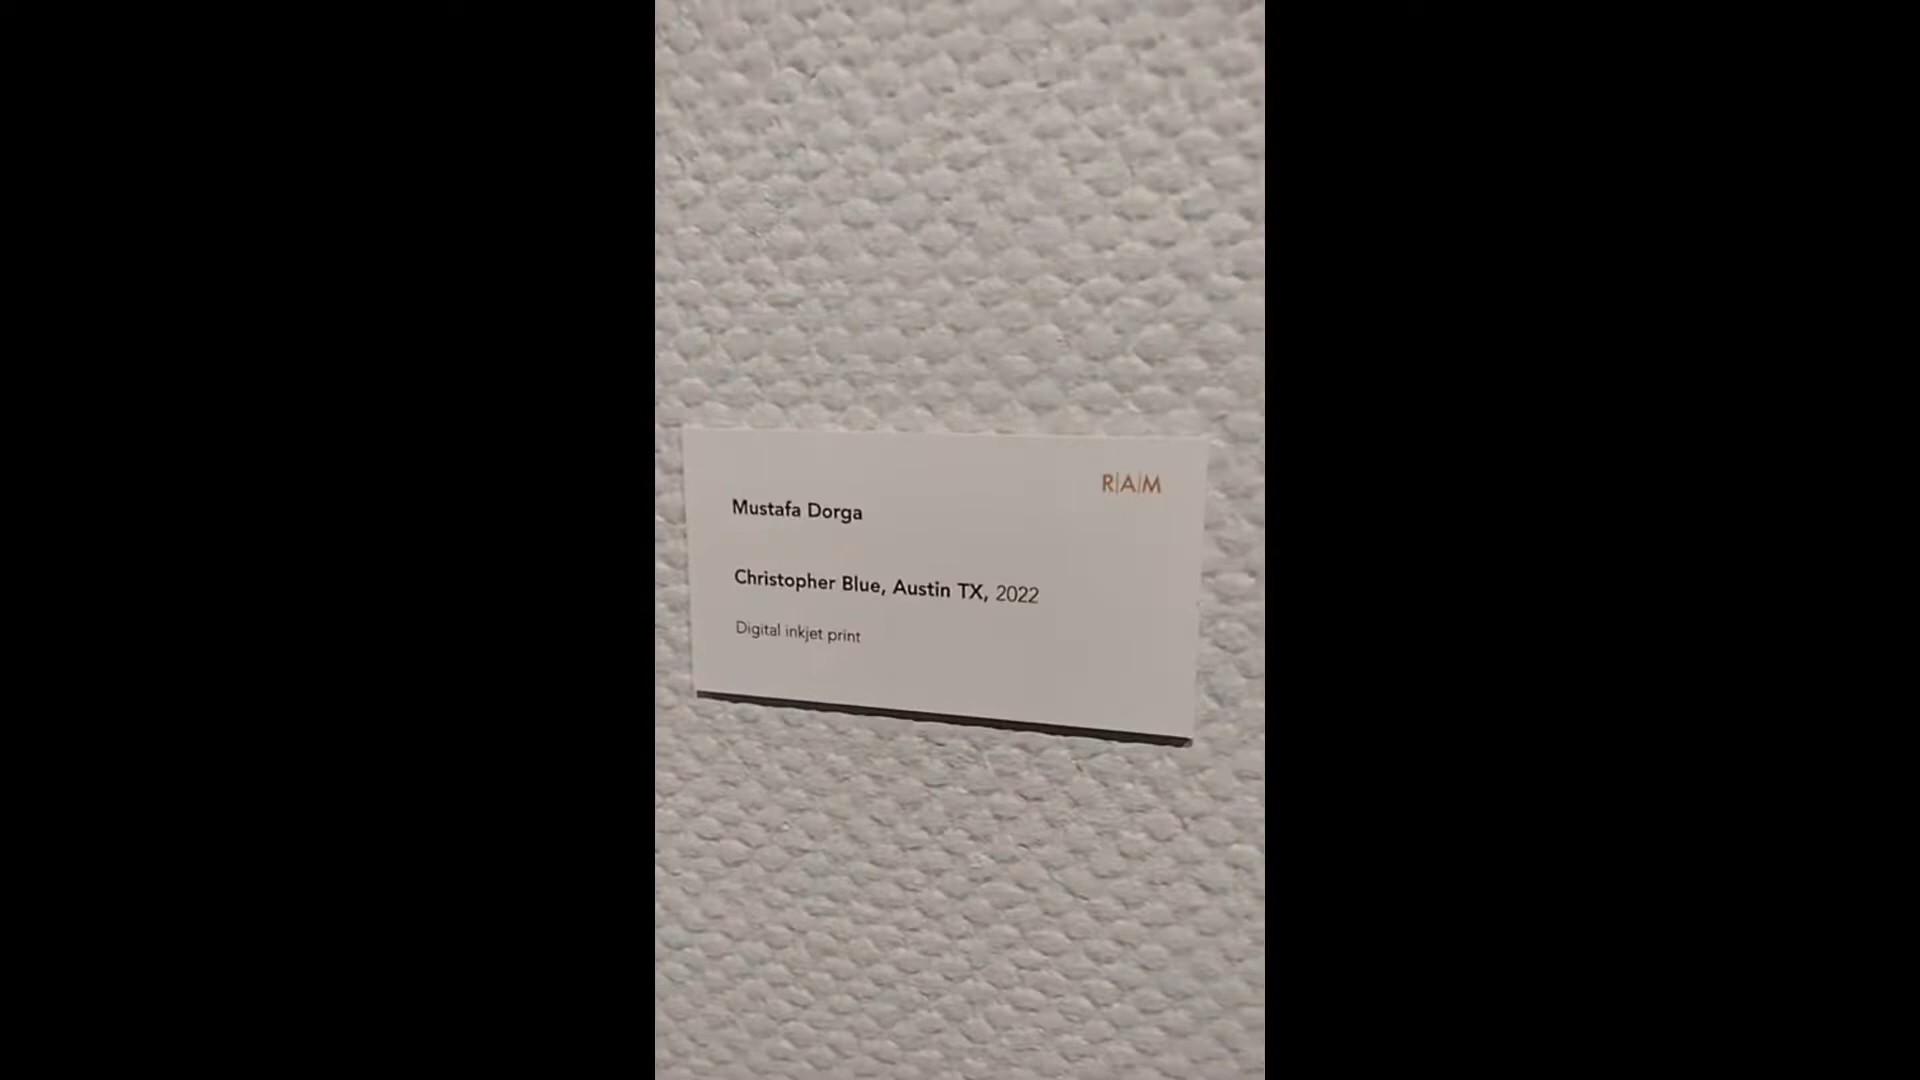 R|A|M
Mustafa Dorga
Christopher Blue, Austin TX, 2022
Digital inkjet print